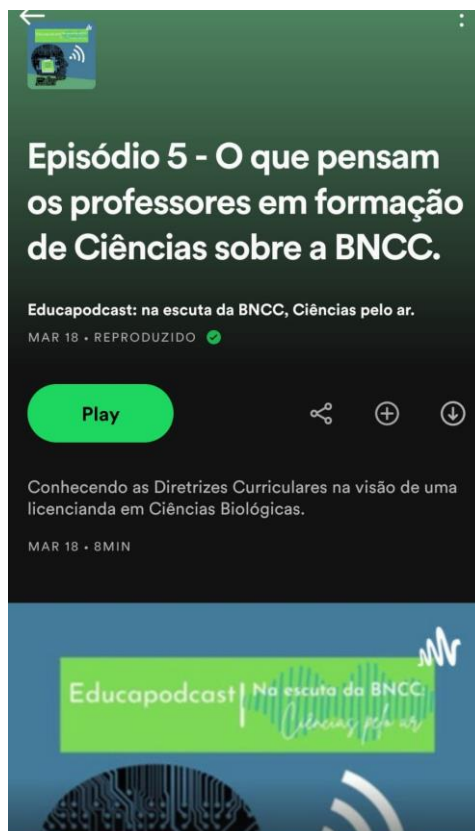 Episódio 5 - O que pensam
os professores em formação
de Ciências sobre a BNCC.
Educapodcast: na escuta da BNCC, Ciências pelo ar.
MAR 18 • REPRODUZIDO
Play
Conhecendo as Diretrizes Curriculares na visão de uma
licencianda em Ciências Biológicas.
MAR 18 • 8MIN
Educapodcast| Na escuta da BNCC,
Ciências pelo ar